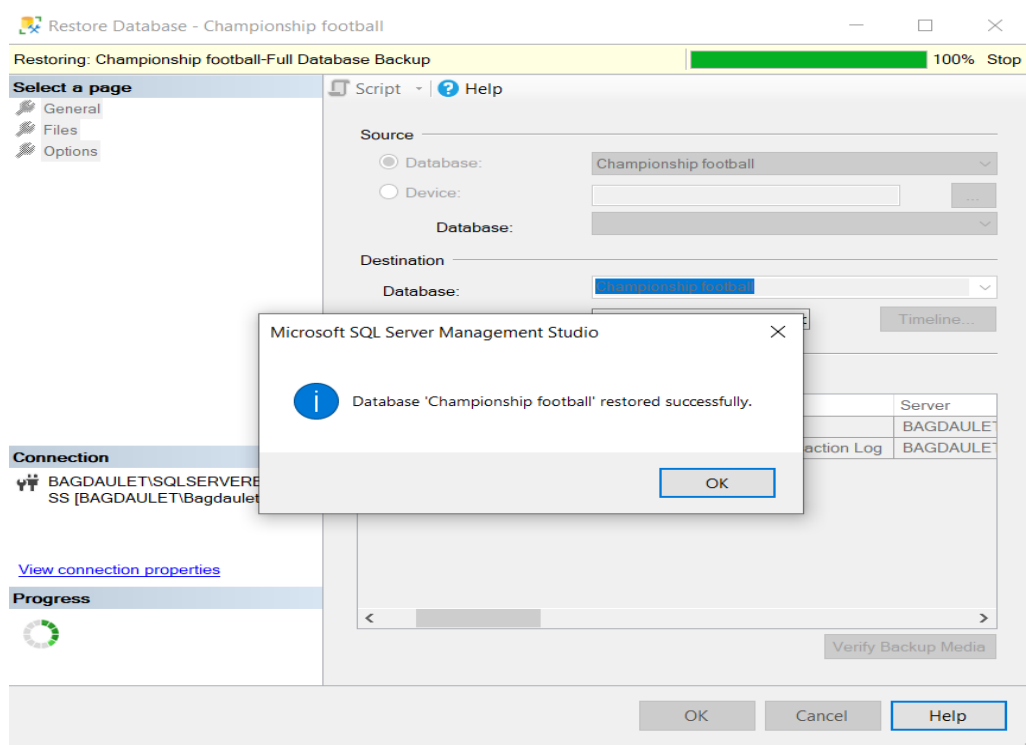 Restore Database - Championship football
Restoring: Championship football-Full Database Backup 100% Stop
Select a page
General
Files
Options
Script Help
Source
Database: Championship football
Device: ...
Database:
Destination
Database: Championship football
Timeline...
Microsoft SQL Server Management Studio
Database 'Championship football' restored successfully.
OK
Server
BAGDAULET
action Log BAGDAULET
Connection
BAGDAULET\SQLSERVERE
SS [BAGDAULET\Bagdaulet
View connection properties
Progress
Verify Backup Media
OK Cancel Help